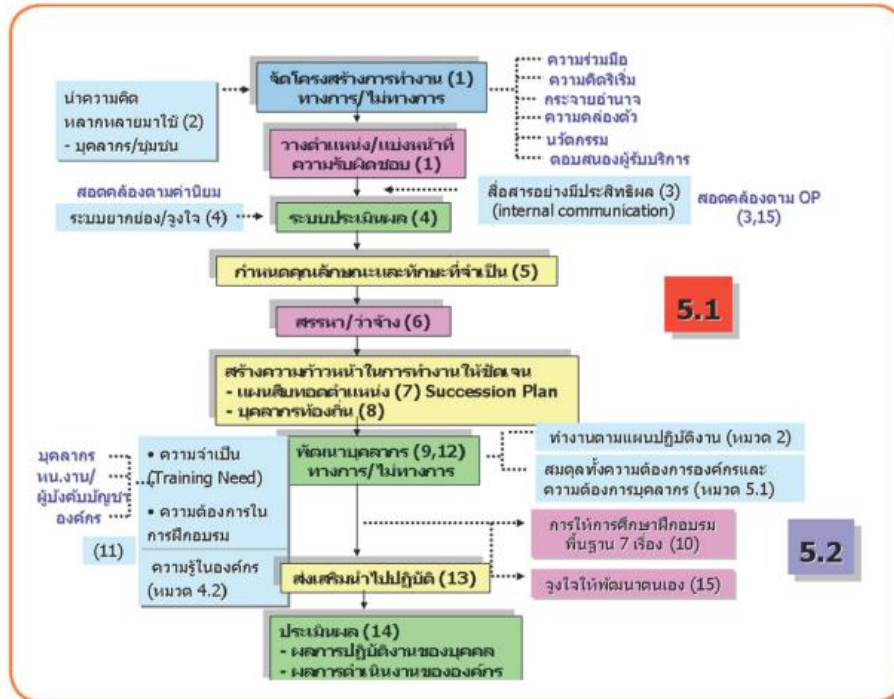 จัดโครงสร้างการทำงาน (1)
ทางการ/ไม่ทางการ
ความร่วมมือ
ความคิดริเริ่ม
กระจายอำนาจ
ความคล่องตัว
นวัตกรรม
ตอบสนองผู้รับบริการ
นำความคิด
หลากหลายมาใช้ (2)
- บุคลากร/ชุมชน
วางตำแหน่ง/แบ่งหน้าที่
ความรับผิดชอบ (1)
สื่อสารอย่างมีประสิทธิผล (3)
(internal communication)
สอดคล้องตาม OP
(3,15)
สอดคล้องตามค่านิยม
ระบบยกย่อง/จูงใจ (4)
ระบบประเมินผล (4)
กำหนดคุณลักษณะและทักษะที่จำเป็น (5)
5.1
สรรหา/ว่าจ้าง (6)
สร้างความก้าวหน้าในการทำงานให้ชัดเจน
- แผนสืบทอดตำแหน่ง (7) Succession Plan
- บุคลากรท้องถิ่น (8)
พัฒนาบุคลากร (9,12)
ทางการ/ไม่ทางการ
ทำงานตามแผนปฏิบัติงาน (หมวด 2)
สมดุลทั้งความต้องการองค์กรและ
ความต้องการบุคลากร (หมวด 5.1)
บุคลากร
หน.งาน/
ผู้บังคับบัญชา
องค์กร
(11)
• ความจำเป็น
(Training Need)
• ความต้องการใน
การฝึกอบรม
ความรู้ในองค์กร
(หมวด 4.2)
การให้การศึกษาฝึกอบรม
พื้นฐาน 7 เรื่อง (10)
5.2
ส่งเสริมนำไปปฏิบัติ (13)
จูงใจให้พัฒนาตนเอง (15)
ประเมินผล (14)
- ผลการปฏิบัติงานของบุคคล
- ผลการดำเนินงานขององค์กร